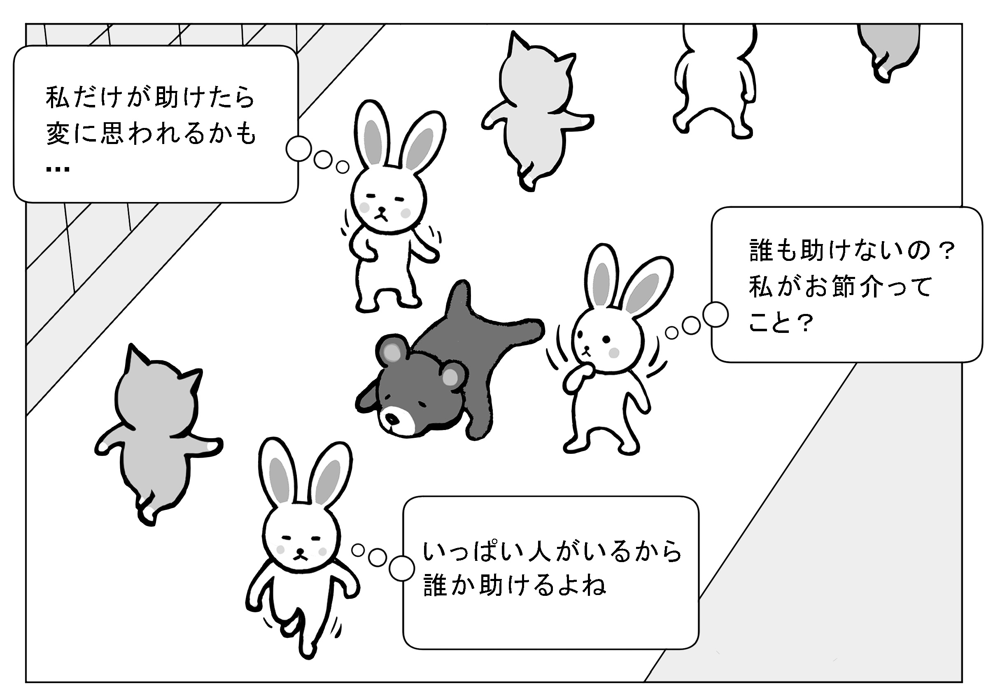 私だけが助けたら
変に思われるかも
…
誰も助けないの？
私がお節介って
こと？
いっぱい人がいるから
誰か助けるよね